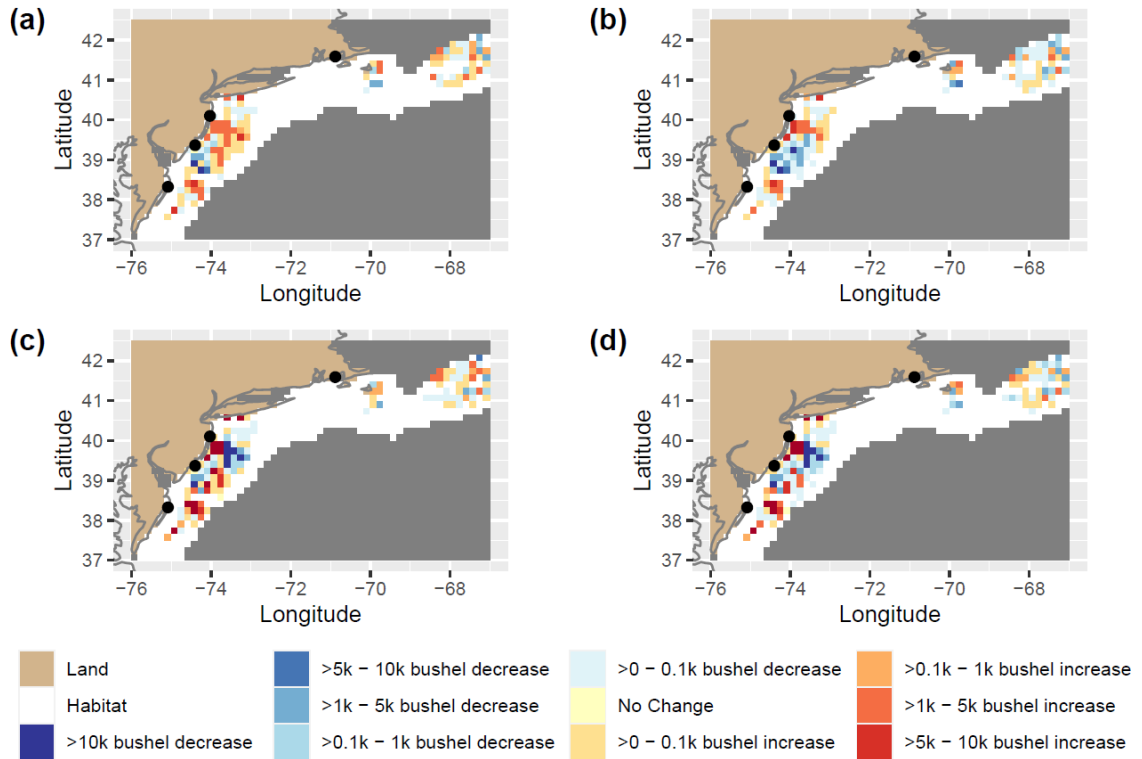 (a)
(b)
42
41
40
39
38
37
Latitude
−76
−74
−72
−70
−68
Longitude
42
41
40
39
38
37
Latitude
−76
−74
−72
−70
−68
Longitude
(c)
(d)
42
41
40
39
38
37
Latitude
−76
−74
−72
−70
−68
Longitude
42
41
40
39
38
37
Latitude
−76
−74
−72
−70
−68
Longitude
Land
Habitat
>10k bushel decrease
>5k − 10k bushel decrease
>1k − 5k bushel decrease
>0.1k − 1k bushel decrease
>0 − 0.1k bushel decrease
No Change
>0 − 0.1k bushel increase
>0.1k − 1k bushel increase
>1k − 5k bushel increase
>5k − 10k bushel increase